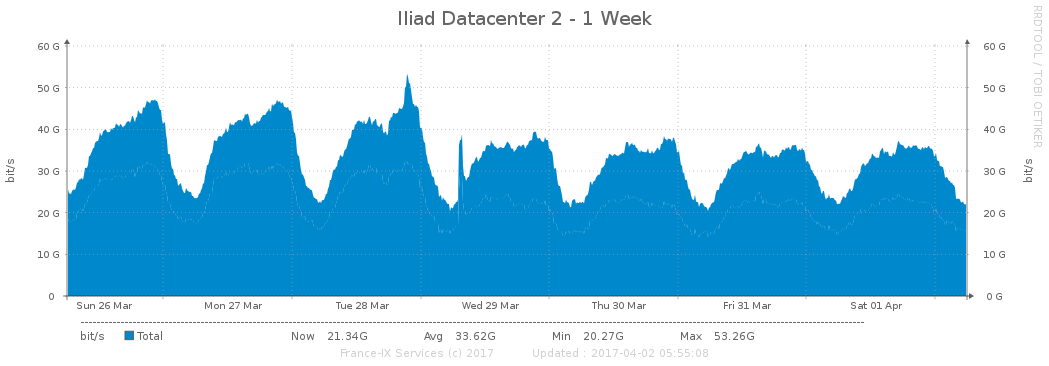 Iliad Datacenter 2 - 1 Week
RRDTOOL / TOBI OETIKER
60 G 60 G
50 G 50 G
40 G 40 G
30 G 30 G
20 G 20 G
10 G 10 G
0 0 G
bit/s
bit/s
Sun 26 Mar Mon 27 Mar Tue 28 Mar Wed 29 Mar Thu 30 Mar Fri 31 Mar Sat 01 Apr
bit/s Total Now 21.34G Avg 33.62G Min 20.27G Max 53.26G
France-IX Services (c) 2017 Updated : 2017-04-02 05:55:08